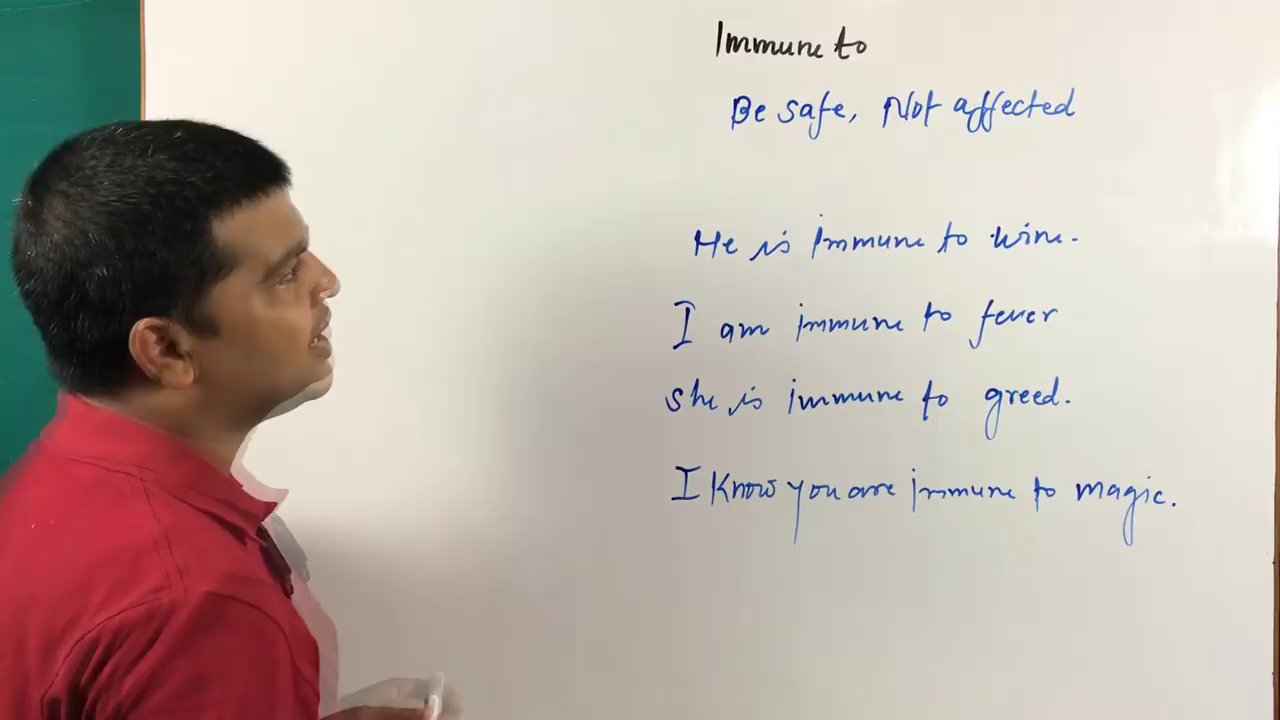 Immune to
Be safe, Not affected
He is immune to wine.
I am immune to fever
she is immune to greed.
I know you are immune to magic.